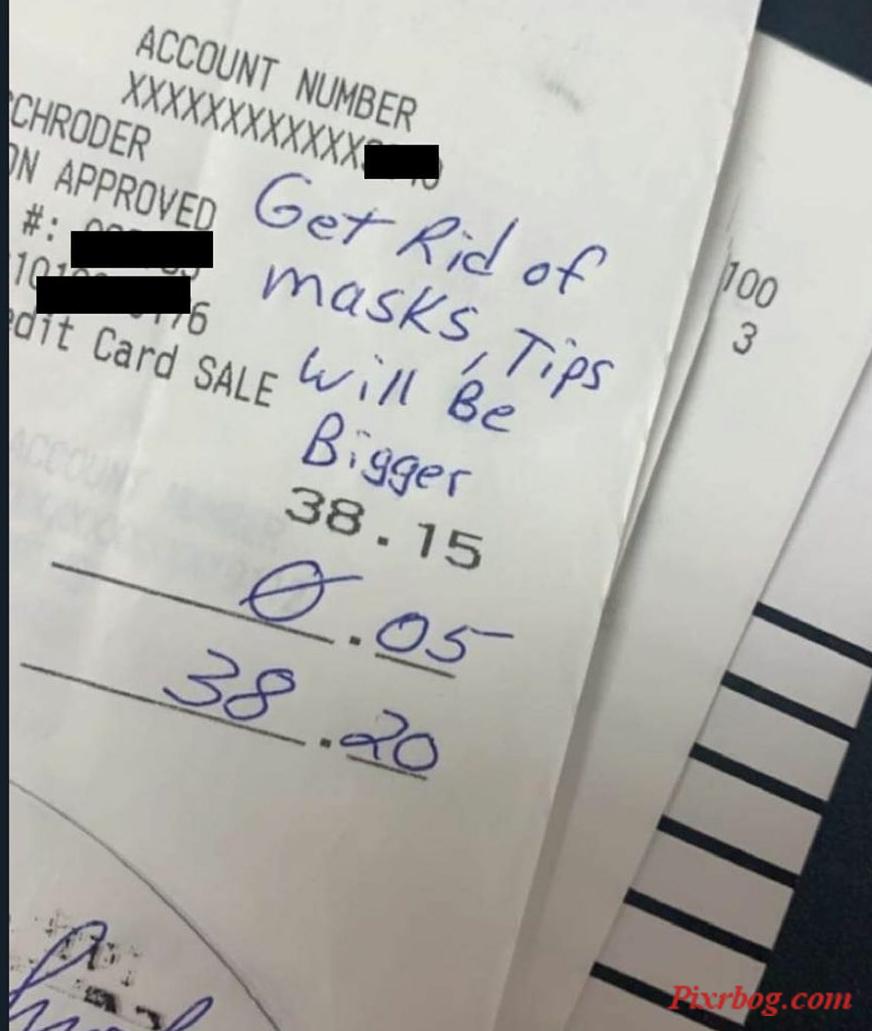 ACCOUNT NUMBER
XXXXXXXXXXXX
CHRODER
ON APPROVED
#:
edit Card SALE
Get Rid of
masks, Tips
will Be
Bigger
38.15
0.05
38.20
100
3
Pixrbog.com